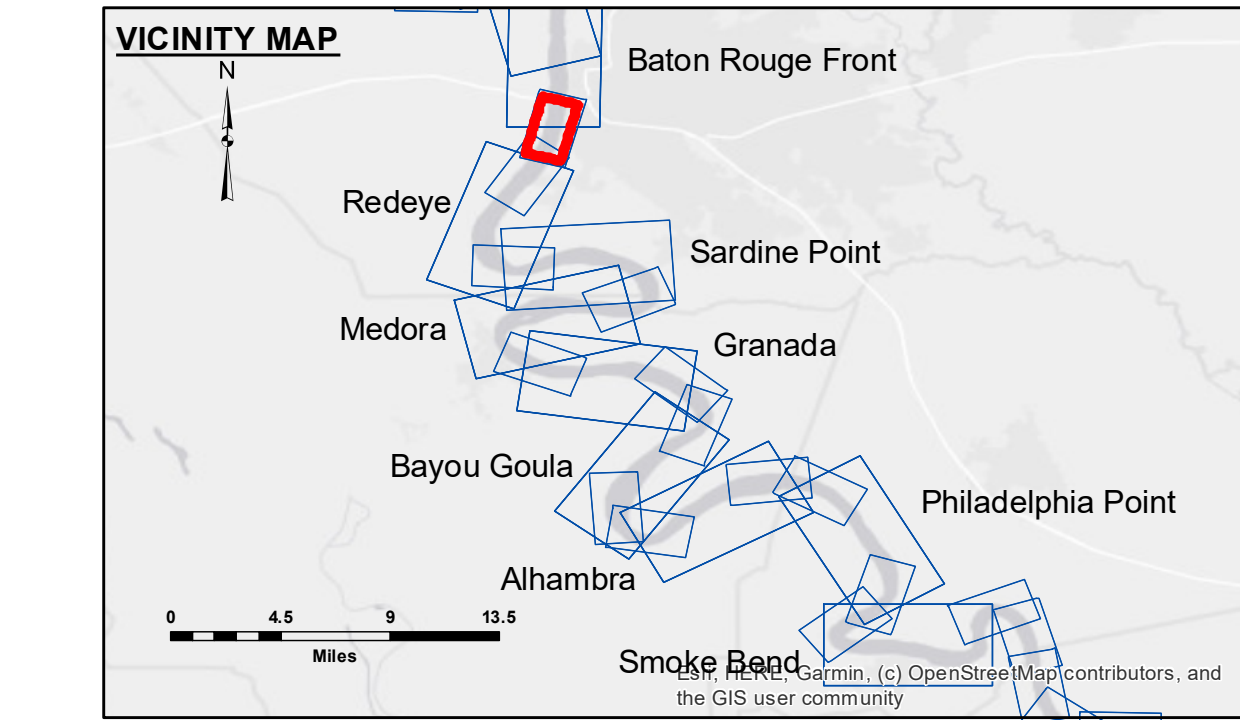 VICINITY MAP
N
Baton Rouge Front
Redeye
Sardine Point
Medora
Granada
Bayou Goula
Philadelphia Point
Alhambra
0 4.5 9 13.5
Miles
Smoke Bend
Esri, HERE, Garmin, (c) OpenStreetMap contributors, and
the GIS user community